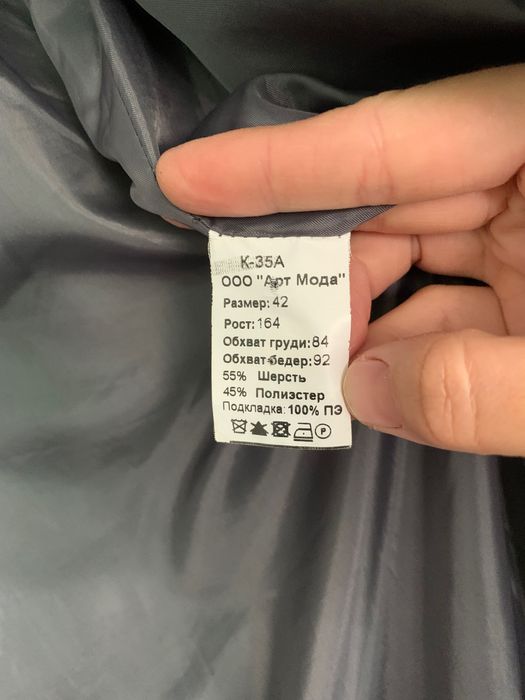 К-35А
ООО "Арт Мода"
Размер: 42
Рост: 164
Обхват груди: 84
Обхват бедер: 92
55% Шерсть
45% Полиэстер
Подкладка: 100% ПЭ
P